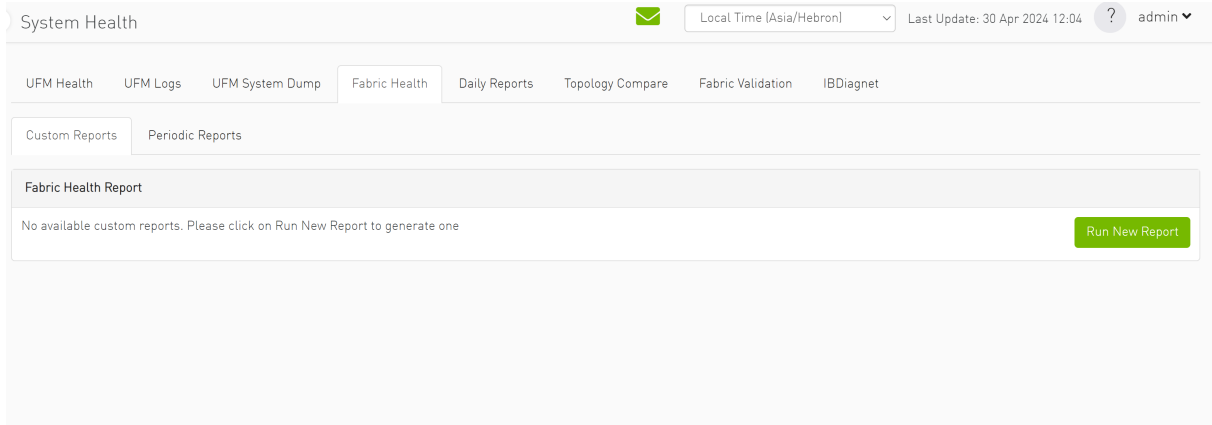 System Health
Local Time (Asia/Hebron)
Last Update: 30 Apr 2024 12:04
?
admin
UFM Health UFM Logs UFM System Dump Fabric Health Daily Reports Topology Compare Fabric Validation IBDiagnet
Custom Reports Periodic Reports
Fabric Health Report
No available custom reports. Please click on Run New Report to generate one
Run New Report